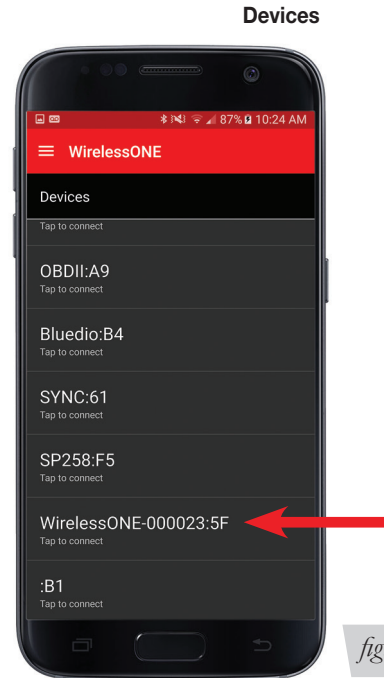 Devices
87% 10:24 AM
WirelessONE
Devices
Tap to connect
OBDII:A9
Tap to connect
Bluedio:B4
Tap to connect
SYNC:61
Tap to connect
SP258:F5
Tap to connect
WirelessONE-000023:5F
Tap to connect
:B1
Tap to connect
fig